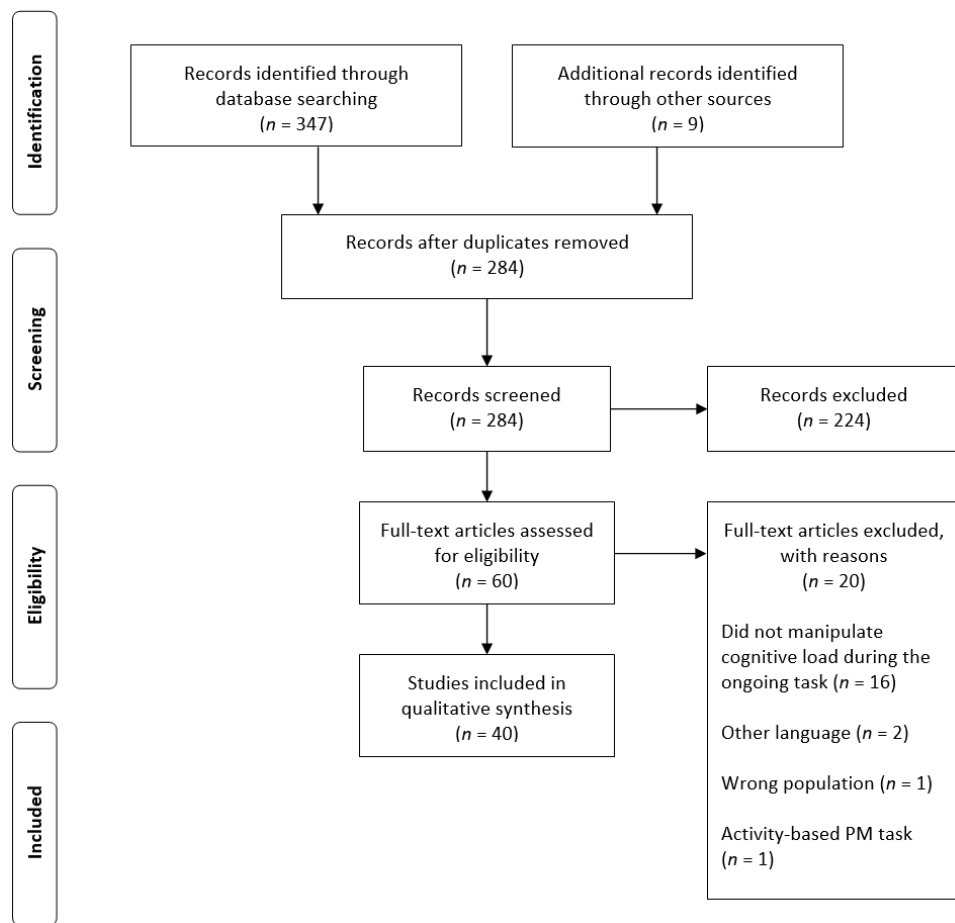 Identification
Records identified through
database searching
(n = 347)
Additional records identified
through other sources
(n = 9)
Records after duplicates removed
(n = 284)
Screening
Records screened
(n = 284)
Records excluded
(n = 224)
Eligibility
Full-text articles assessed
for eligibility
(n = 60)
Full-text articles excluded,
with reasons
(n = 20)
Did not manipulate
cognitive load during the
ongoing task (n = 16)
Other language (n = 2)
Wrong population (n = 1)
Activity-based PM task
(n = 1)
Included
Studies included in
qualitative synthesis
(n = 40)